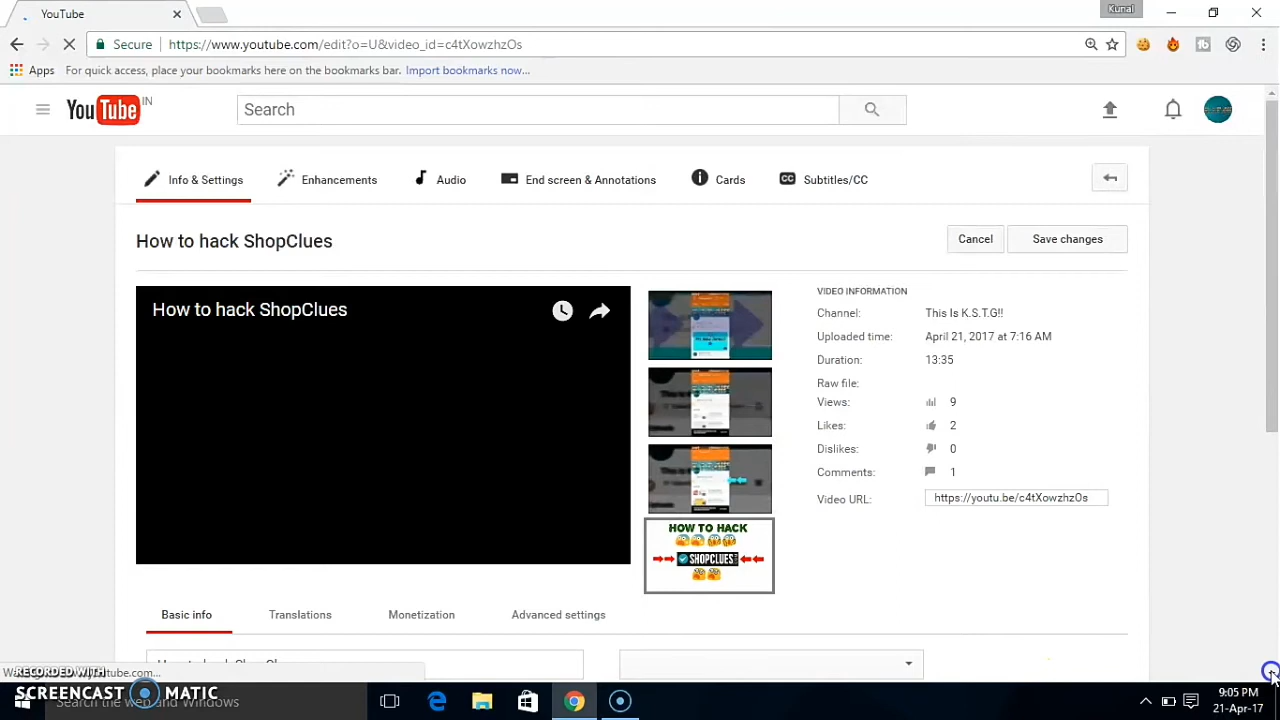 Kunal
YouTube
Secure https://www.youtube.com/edit?o=U&video_id=c4tXowzhzOs
Apps For quick access, place your bookmarks here on the bookmarks bar. Import bookmarks now...
YouTube IN
Search
Info & Settings
Enhancements
Audio
End screen & Annotations
Cards
CC Subtitles/CC
How to hack ShopClues
Cancel
Save changes
How to hack ShopClues
VIDEO INFORMATION
Channel: This Is K.S.T.G!!
Uploaded time: April 21, 2017 at 7:16 AM
Duration: 13:35
Raw file:
Views: 9
Likes: 2
Dislikes: 0
Comments: 1
Video URL: https://youtu.be/c4tXowzhzOs
HOW TO HACK
SHOPCLUES
Basic info
Translations
Monetization
Advanced settings
RECORDED WITH
SCREENCAST MATIC
Search the web and Windows
9:05 PM
21-Apr-17